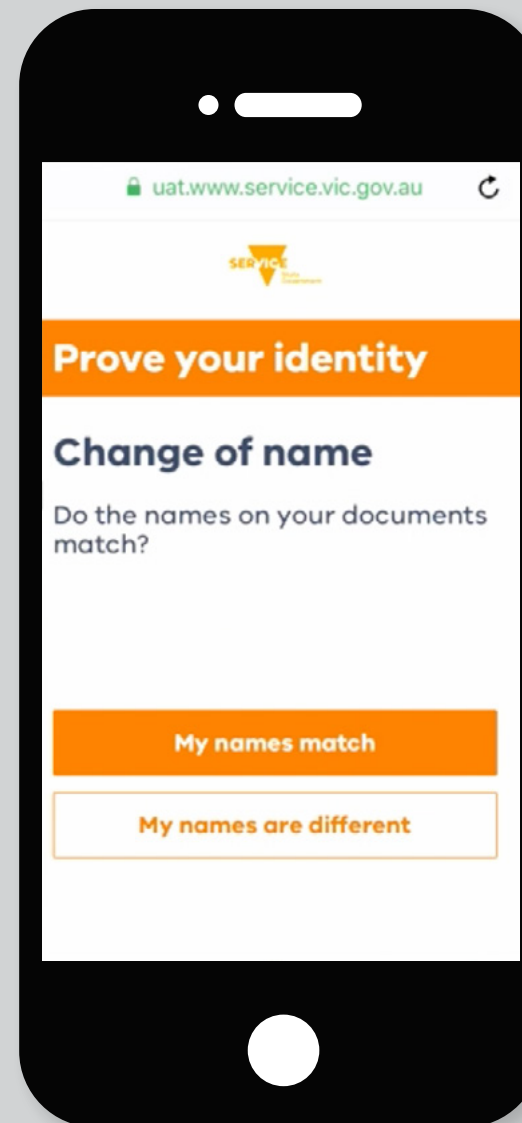 uat.www.service.vic.gov.au
SERVICE
Prove your identity
Change of name
Do the names on your documents
match?
My names match
My names are different